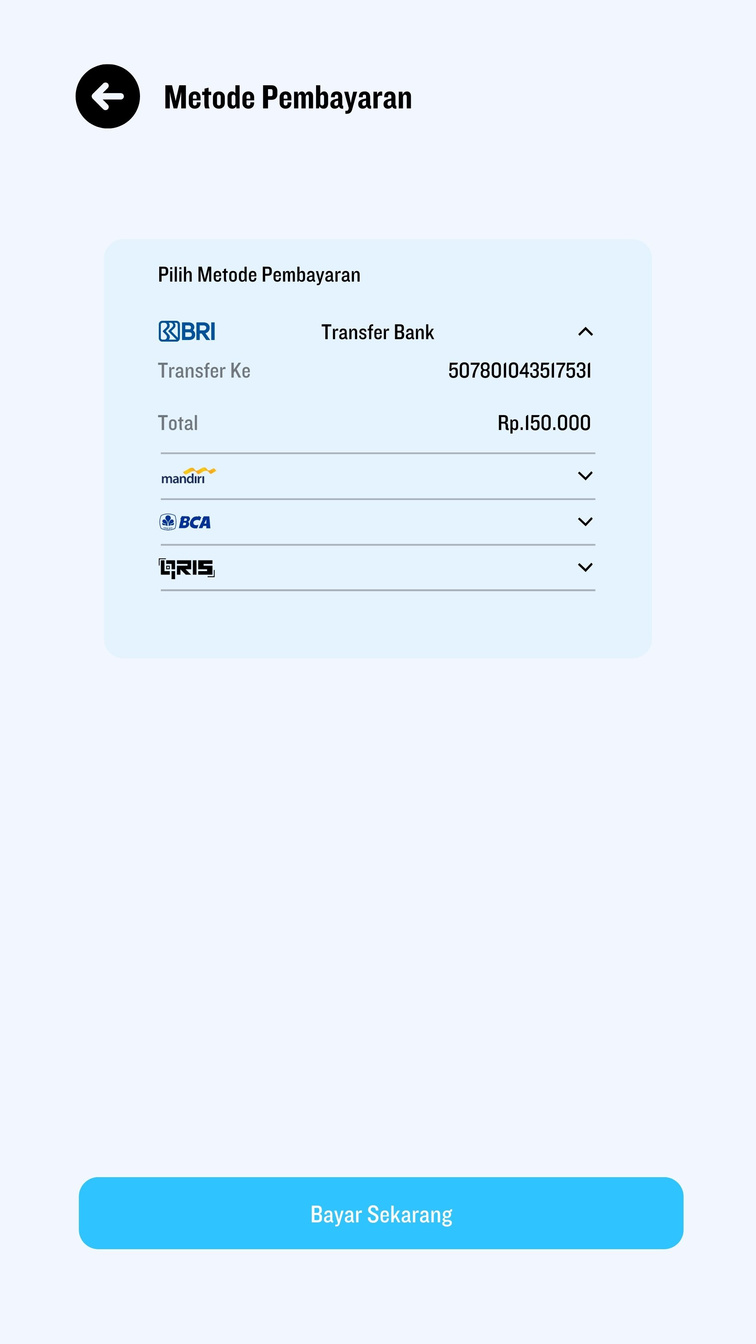 Metode Pembayaran
Pilih Metode Pembayaran
BRI Transfer Bank
Transfer Ke 507801043517531
Total Rp.150.000
mandiri
BCA
QRIS
Bayar Sekarang